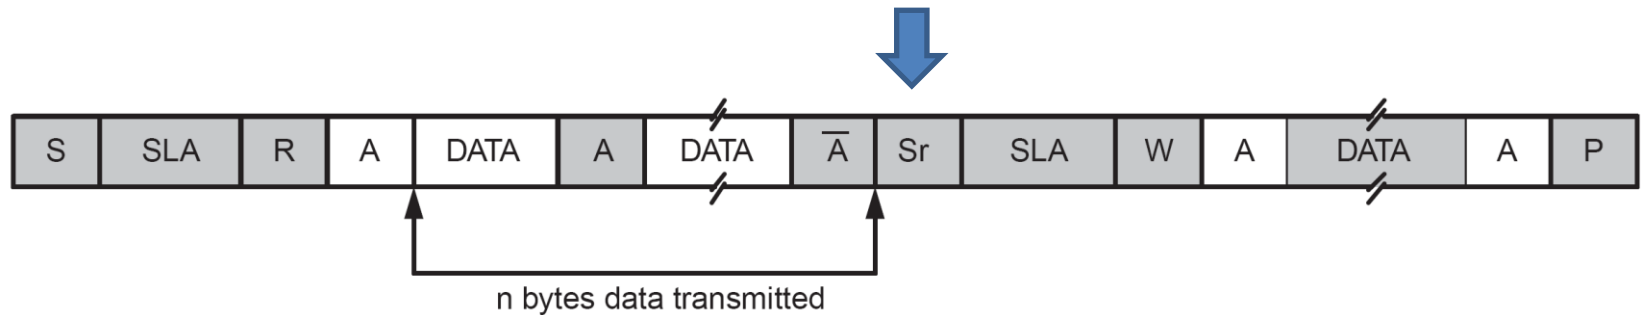 S SLA R A DATA A DATA A̅ Sr SLA W A DATA A P
n bytes data transmitted